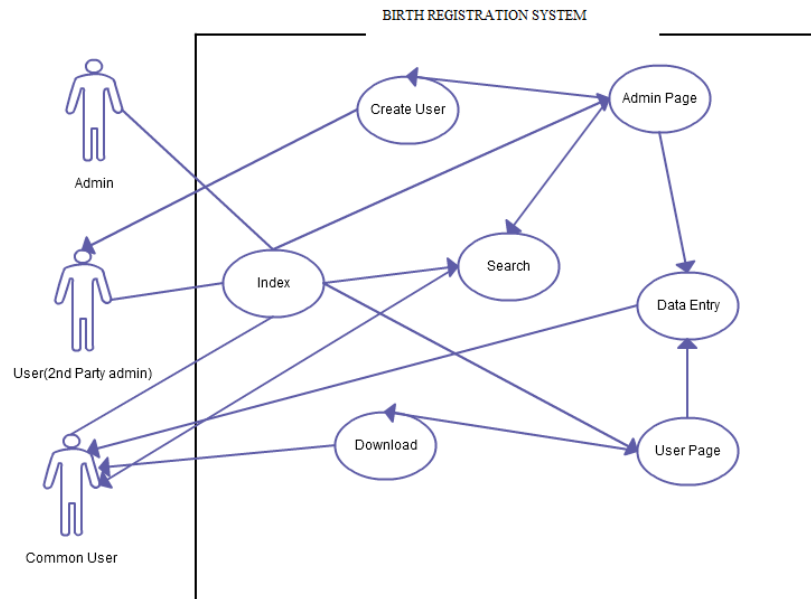 BIRTH REGISTRATION SYSTEM
Create User
Admin Page
Admin
Index
Search
Data Entry
User(2nd Party admin)
Download
User Page
Common User